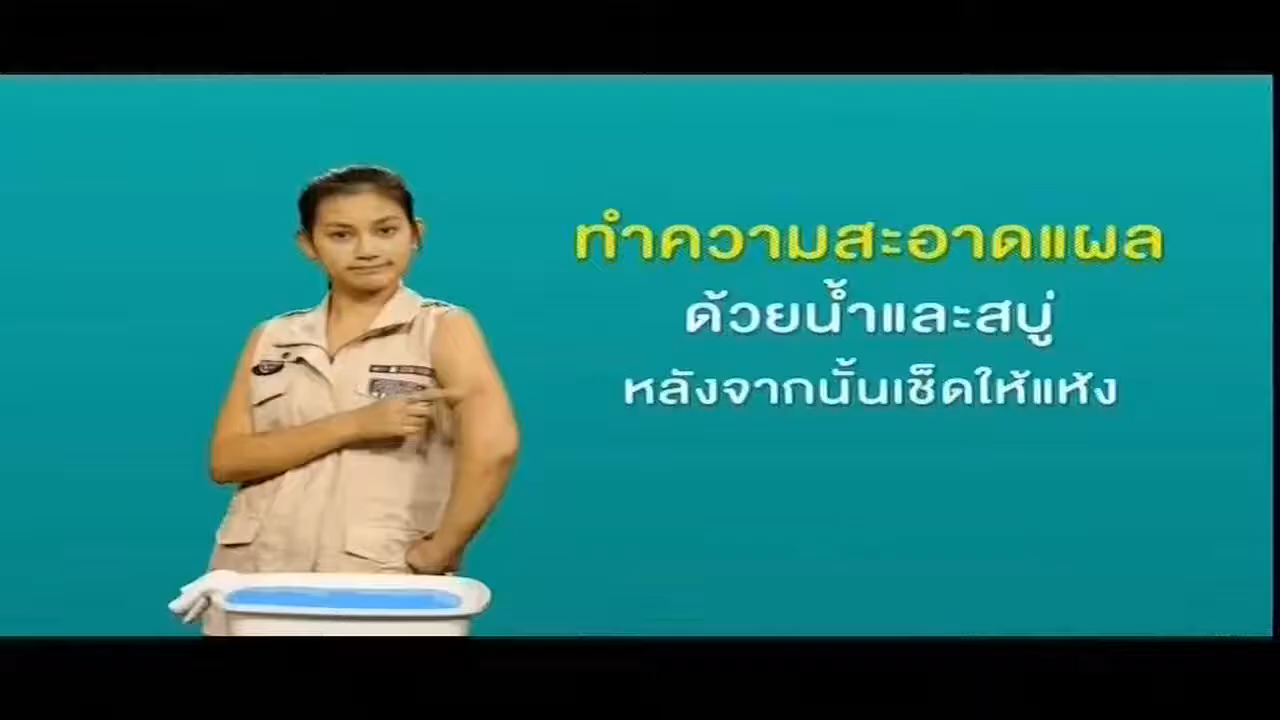 ทำความสะอาดแผล
ด้วยน้ำและสบู่
หลังจากนั้นเช็ดให้แห้ง